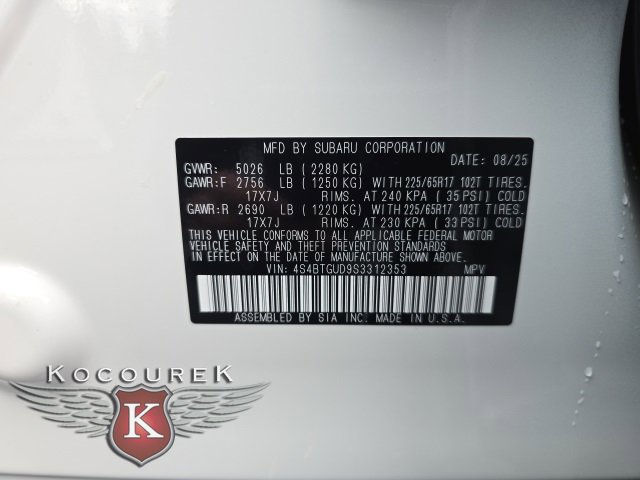 MFD BY SUBARU CORPORATION
DATE: 08/25
GVWR: 5026 LB ( 2280 KG)
GAWR:F 2756 LB ( 1250 KG) WITH 225/65R17 102T TIRES.
17X7J RIMS. AT 240 KPA ( 35 PSI) COLD
GAWR:R 2690 LB ( 1220 KG) WITH 225/65R17 102T TIRES.
17X7J RIMS. AT 230 KPA ( 33 PSI) COLD
THIS VEHICLE CONFORMS TO ALL APPLICABLE FEDERAL MOTOR
VEHICLE SAFETY AND THEFT PREVENTION STANDARDS
IN EFFECT ON THE DATE OF MANUFACTURE SHOWN ABOVE.
VIN: 4S4BTGUD9S3312353 MPV
ASSEMBLED BY SIA INC. MADE IN U.S.A.
KOCOUREK
K